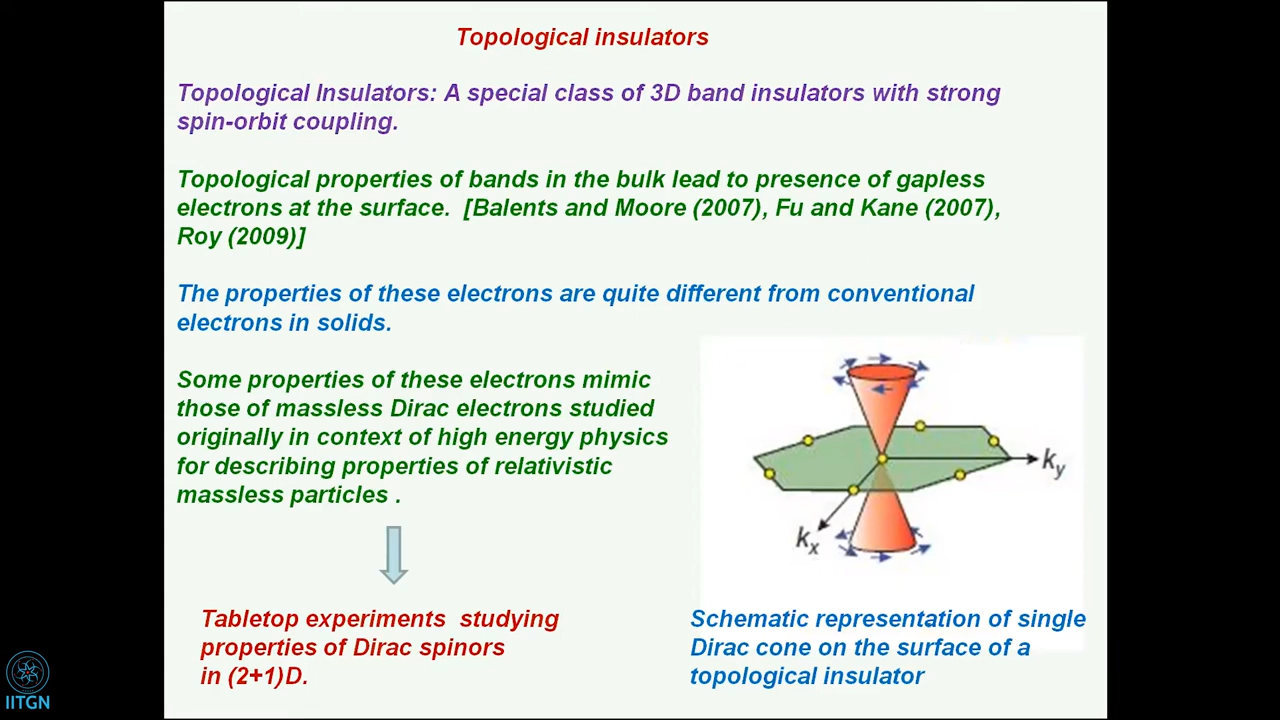 Topological insulators
Topological Insulators: A special class of 3D band insulators with strong
spin-orbit coupling.
Topological properties of bands in the bulk lead to presence of gapless
electrons at the surface. [Balents and Moore (2007), Fu and Kane (2007),
Roy (2009)]
The properties of these electrons are quite different from conventional
electrons in solids.
Some properties of these electrons mimic
those of massless Dirac electrons studied
originally in context of high energy physics
for describing properties of relativistic
massless particles .
ky
kx
Tabletop experiments studying
properties of Dirac spinors
in (2+1)D.
Schematic representation of single
Dirac cone on the surface of a
topological insulator
IITGN